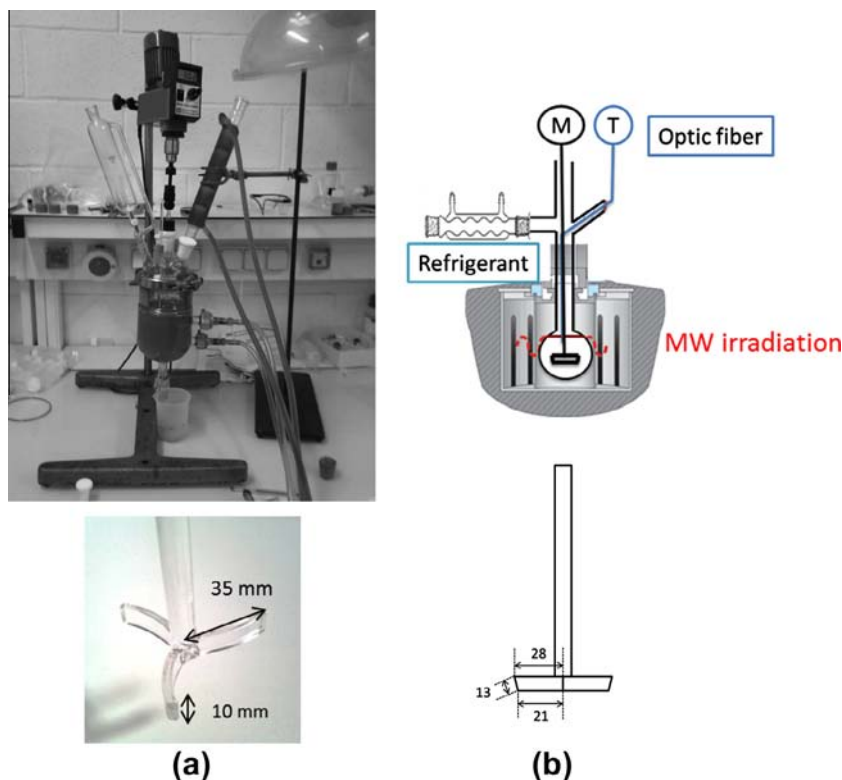 M
T
Optic fiber
Refrigerant
MW irradiation
35 mm
10 mm
28
13
21
(a)
(b)